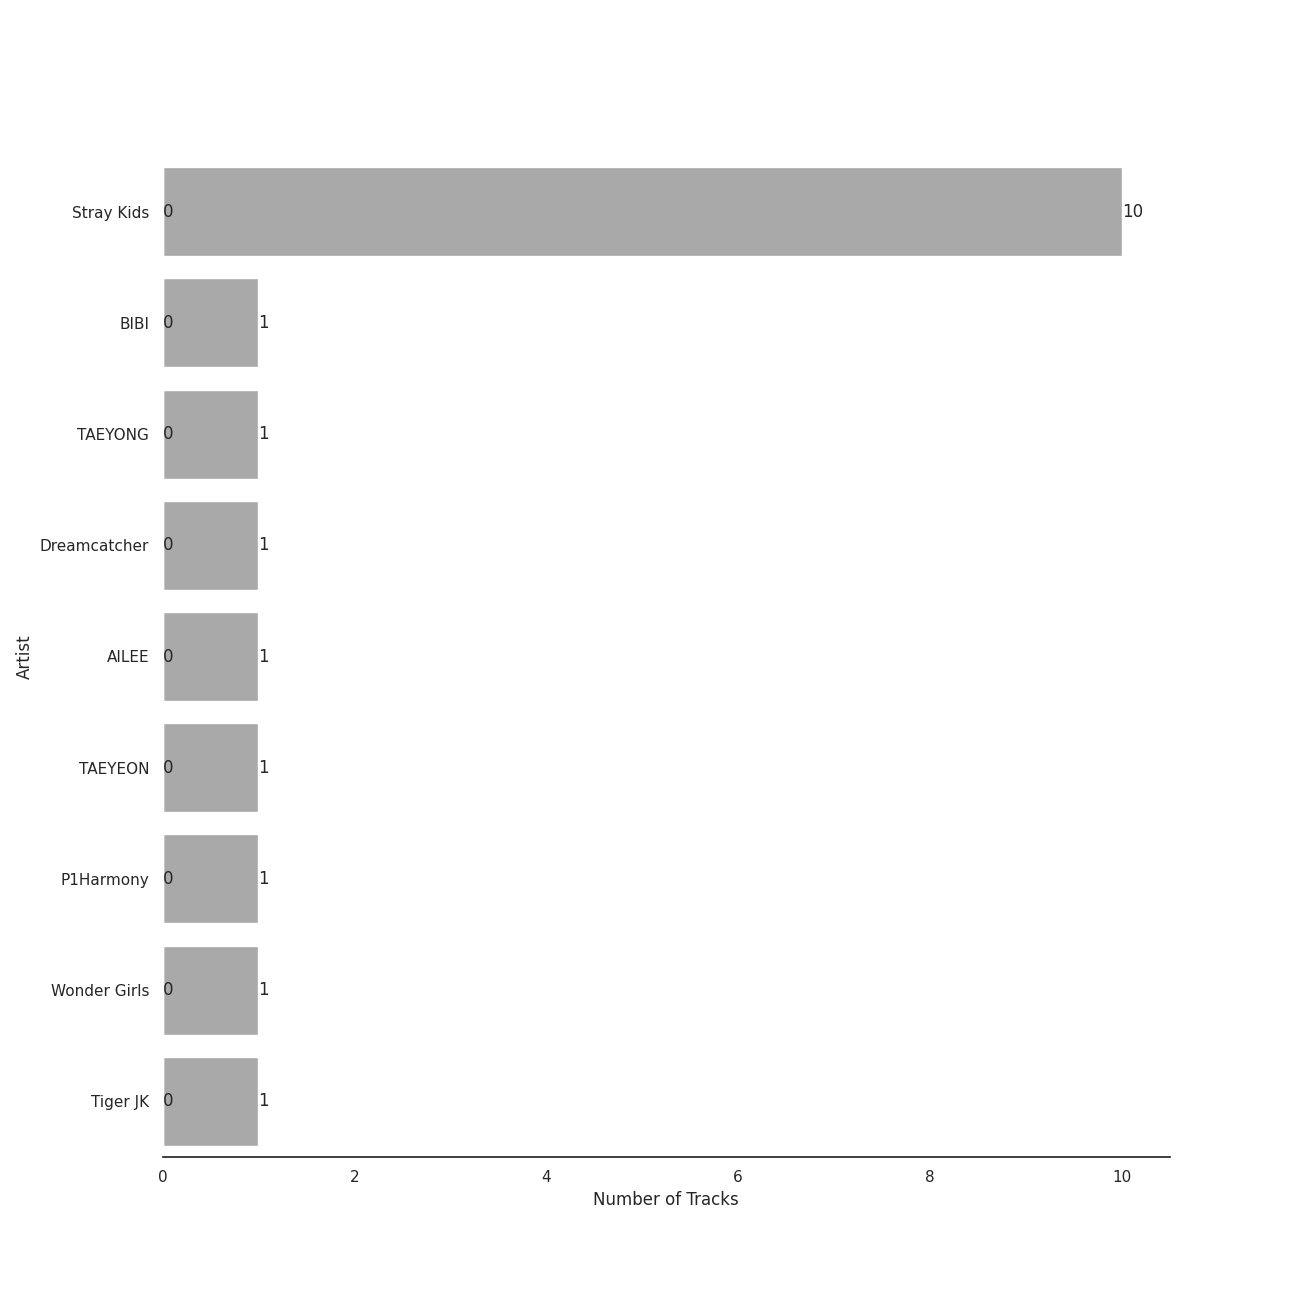 Stray Kids 0 10
BIBI 0 1
TAEYONG 0 1
Dreamcatcher 0 1
AILEE 0 1
TAEYEON 0 1
P1Harmony 0 1
Wonder Girls 0 1
Tiger JK 0 1
Artist
0 2 4 6 8 10
Number of Tracks